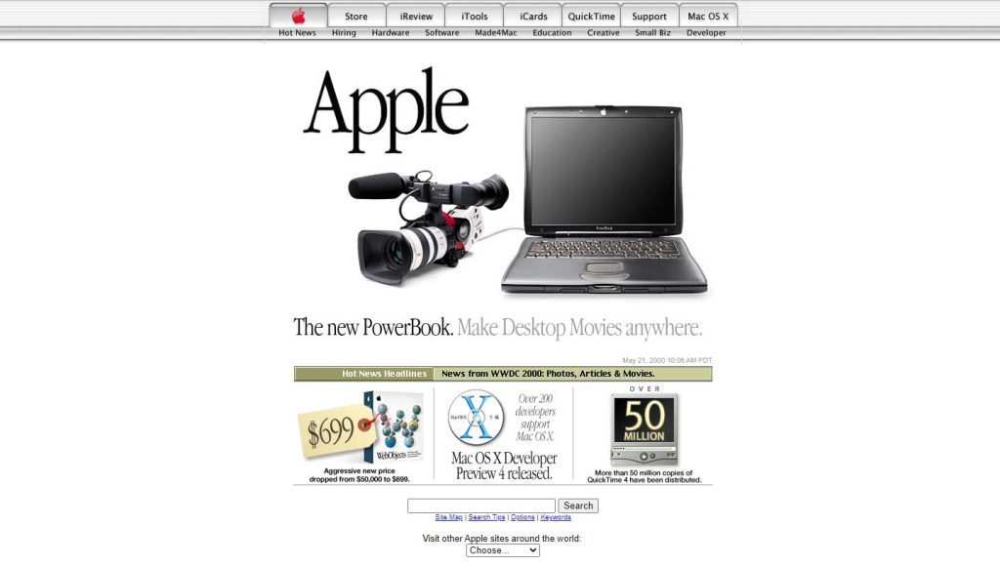 Store iReview iTools iCards QuickTime Support Mac OS X
Hot News Hiring Hardware Software Made4Mac Education Creative Small Biz Developer
Apple
PowerBook
The new PowerBook. Make Desktop Movies anywhere.
May 21, 2000 10:06 AM PDT
Hot News Headlines News from WWDC 2000: Photos, Articles & Movies.
$699
WebObjects
Aggressive new price
dropped from $50,000 to $699.
Mac OS X
Over 200
developers
support
Mac OS X.
Mac OS X Developer
Preview 4 released.
OVER
50
MILLION
More than 50 million copies of
QuickTime 4 have been distributed.
Search
Site Map | Search Tips | Options | Keywords
Visit other Apple sites around the world:
Choose...